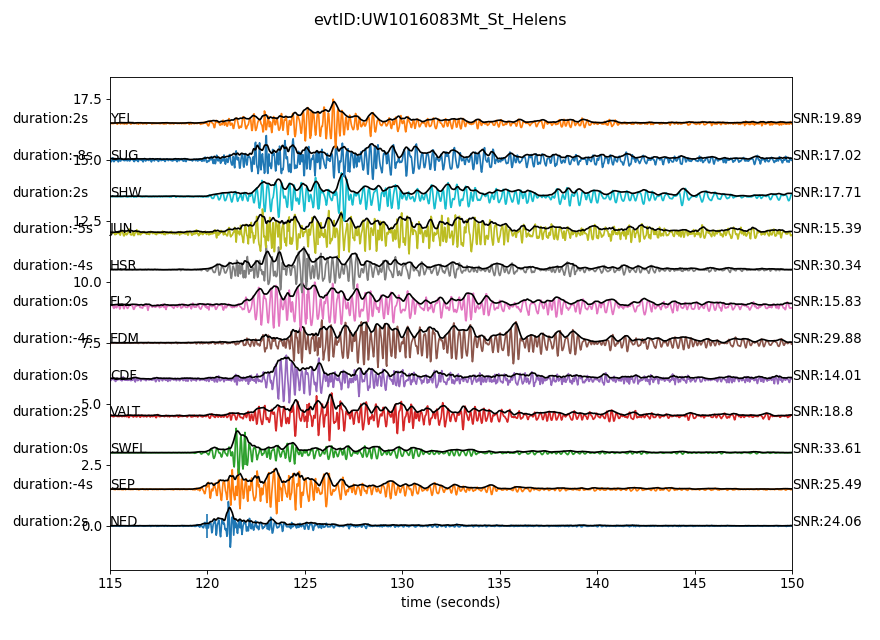 evtID:UW1016083Mt_St_Helens
17.5
duration:2s YEL SNR:19.89
duration:-8s SUG SNR:17.02
15.0
duration:2s SHW SNR:17.71
12.5
duration:-5s JUN SNR:15.39
duration:-4s HSR SNR:30.34
10.0
duration:0s FL2 SNR:15.83
duration:-4s EDM SNR:29.88
7.5
duration:0s CDF SNR:14.01
5.0
duration:2s VALT SNR:18.8
duration:0s SWFL SNR:33.61
2.5
duration:-4s SEP SNR:25.49
duration:2s NED SNR:24.06
0.0
115 120 125 130 135 140 145 150
time (seconds)